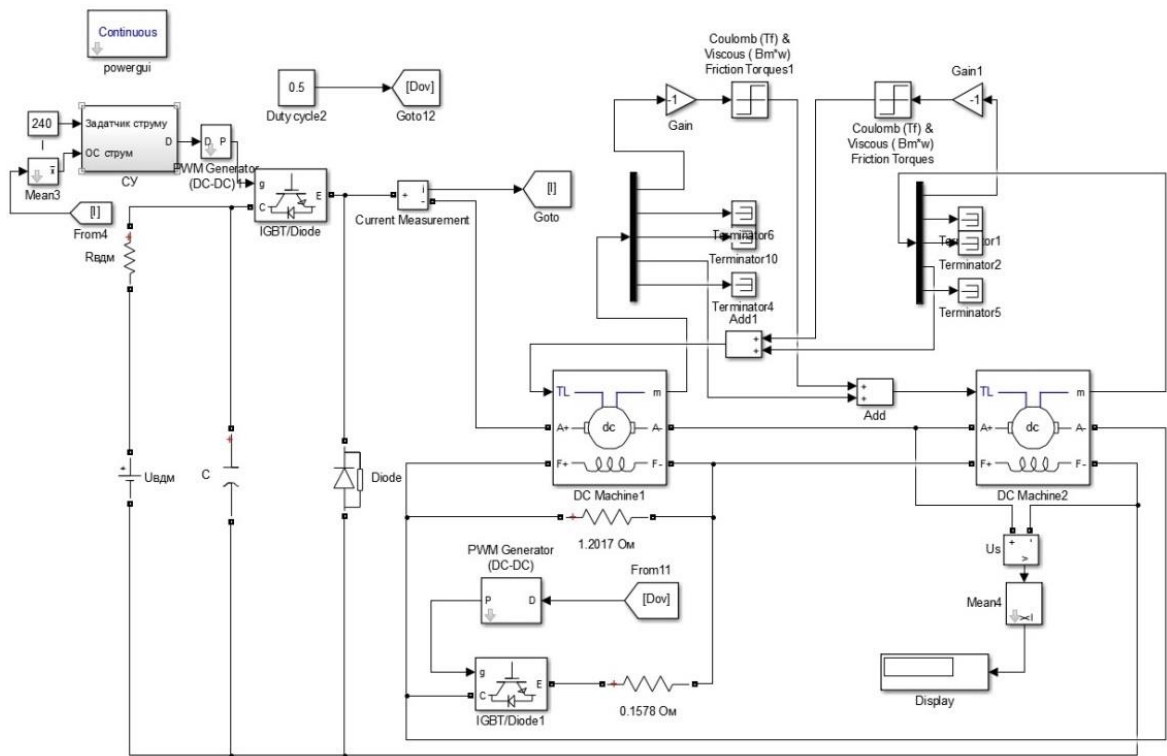 Continuous
powergui
240
I
Задатчик струму
ОС струм
D
СУ
D
P
PWM Generator
(DC-DC)
Mean3
[I]
From4
0.5
Duty cycle2
[Dov]
Goto12
g
C
E
IGBT/Diode
+
i
-
Current Measurement
[I]
Goto
Rвдм
+
Uвдм
C
Diode
-1
Gain
Coulomb (Tf) &
Viscous ( Bm*w)
Friction Torques1
-1
Gain1
Coulomb (Tf) &
Viscous ( Bm*w)
Friction Torques
Terminator6
Terminator10
Terminator4
Terminator1
Terminator2
Terminator5
Add1
+
+
Add
+
+
TL
m
A+
dc
A-
F+
F-
DC Machine1
TL
m
A+
dc
A-
F+
F-
DC Machine2
1.2017 Ом
PWM Generator
(DC-DC)
P
D
From11
[Dov]
g
C
E
IGBT/Diode1
0.1578 Ом
Us
+
-
v
Mean4
Display